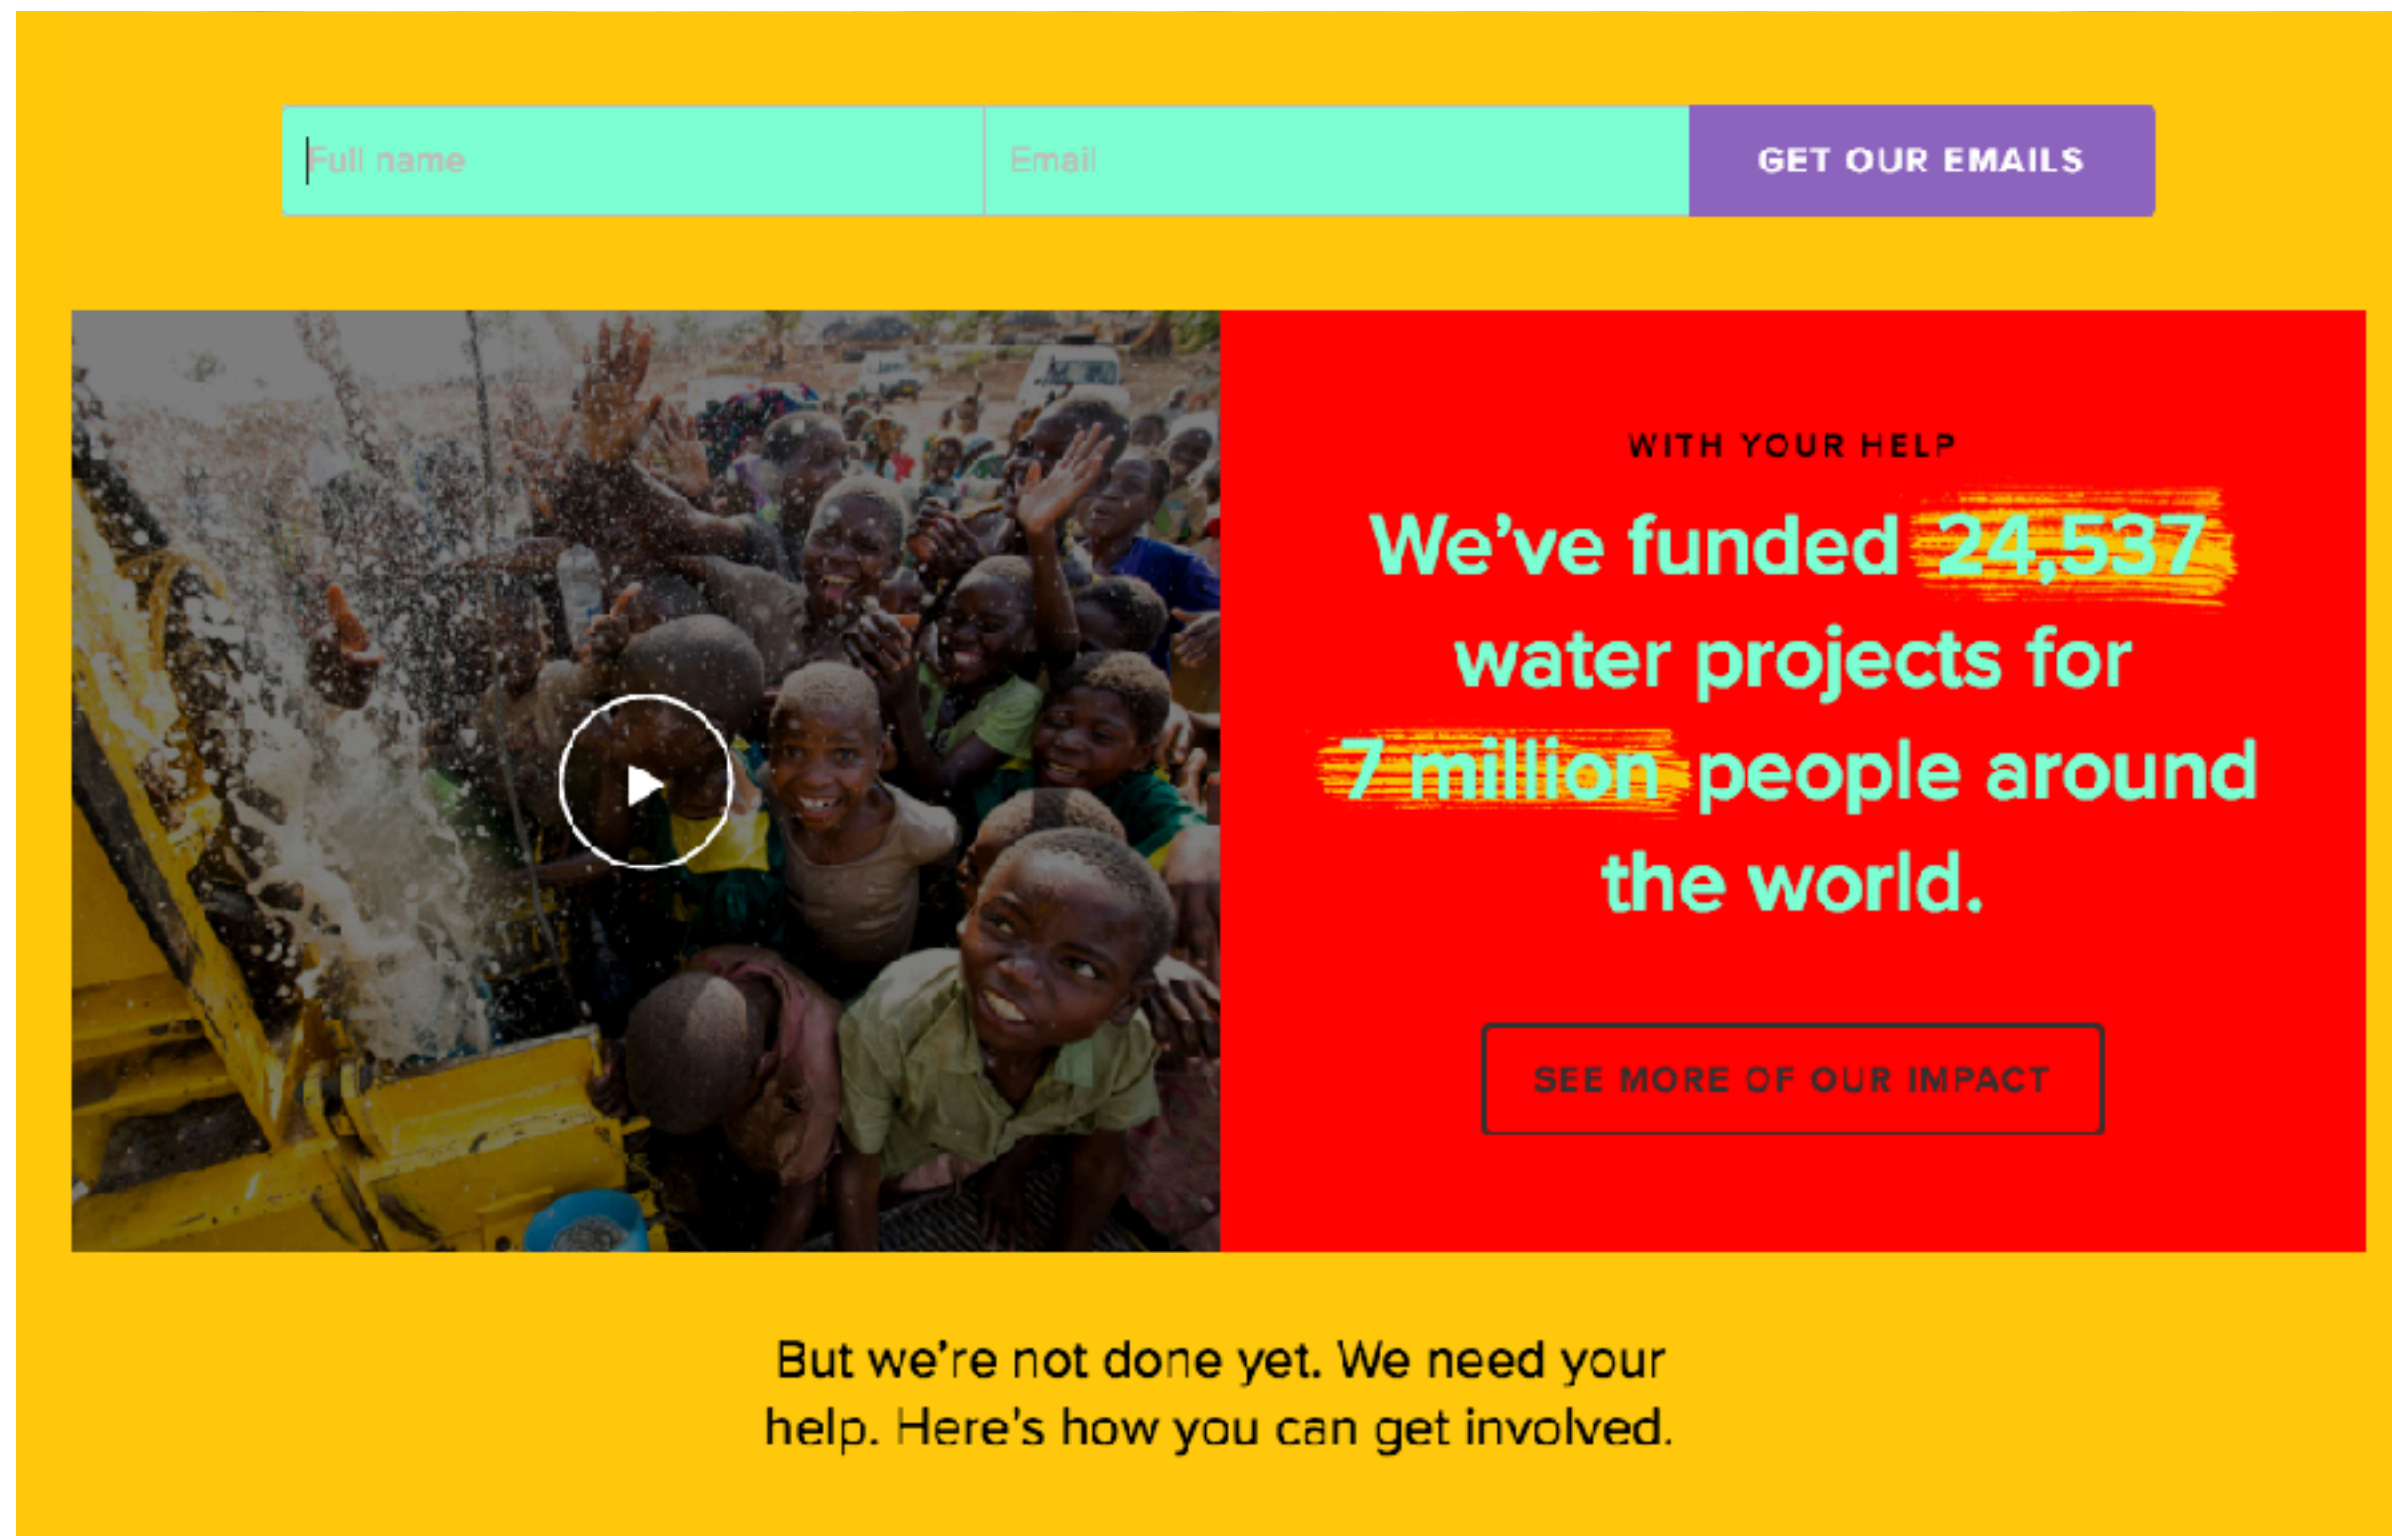 Full name
Email
GET OUR EMAILS
WITH YOUR HELP
We've funded 24,537
water projects for
7 million people around
the world.
SEE MORE OF OUR IMPACT
But we're not done yet. We need your
help. Here's how you can get involved.